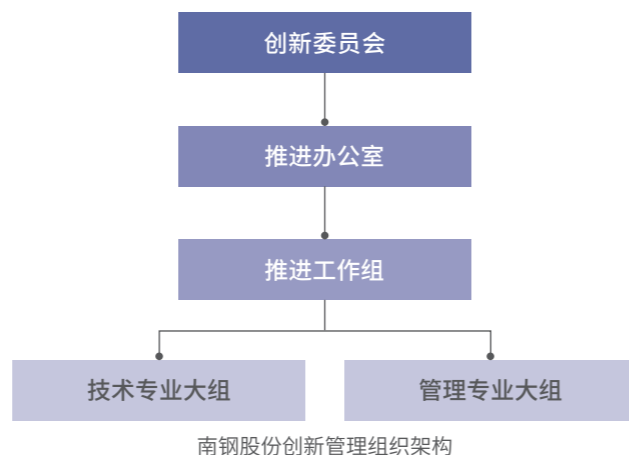 创新委员会
推进办公室
推进工作组
技术专业大组
管理专业大组
南钢股份创新管理组织架构